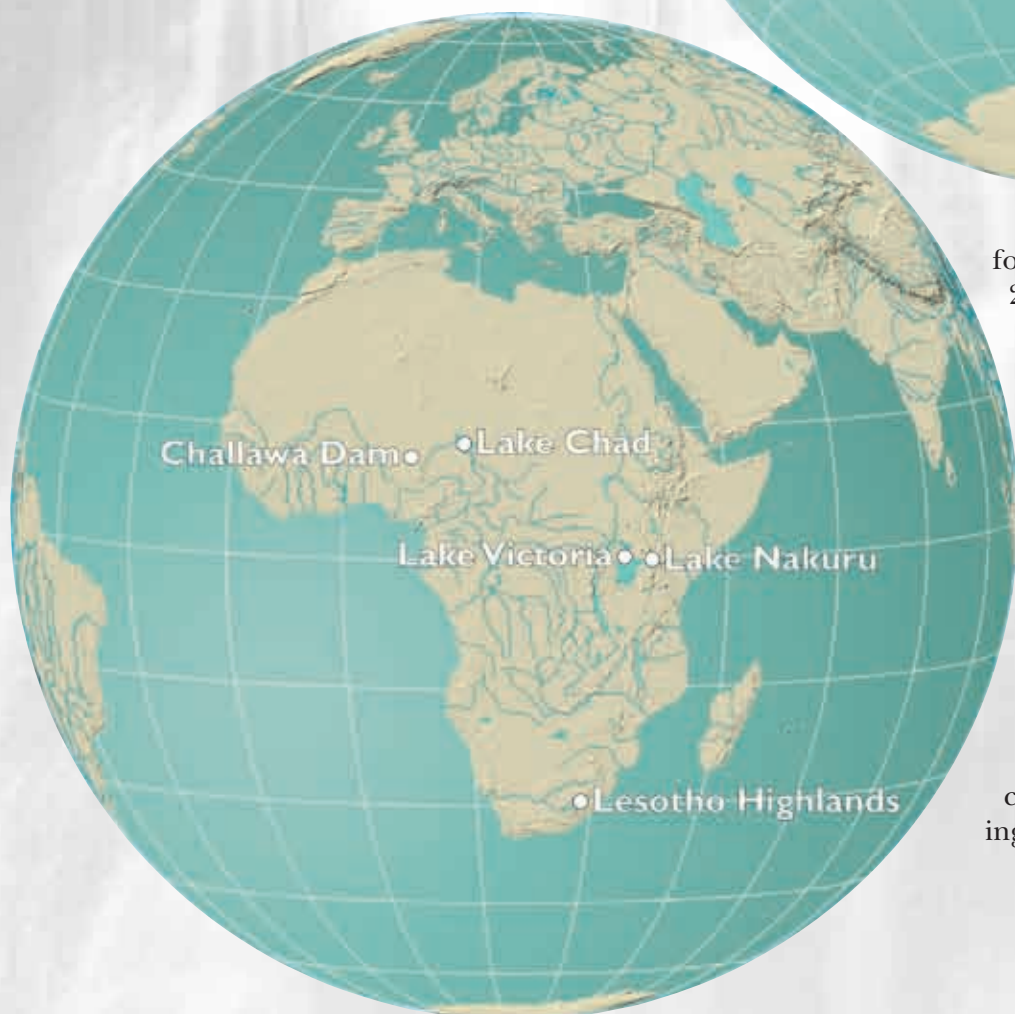 Challawa Dam
Lake Chad
Lake Victoria
Lake Nakuru
Lesotho Highlands